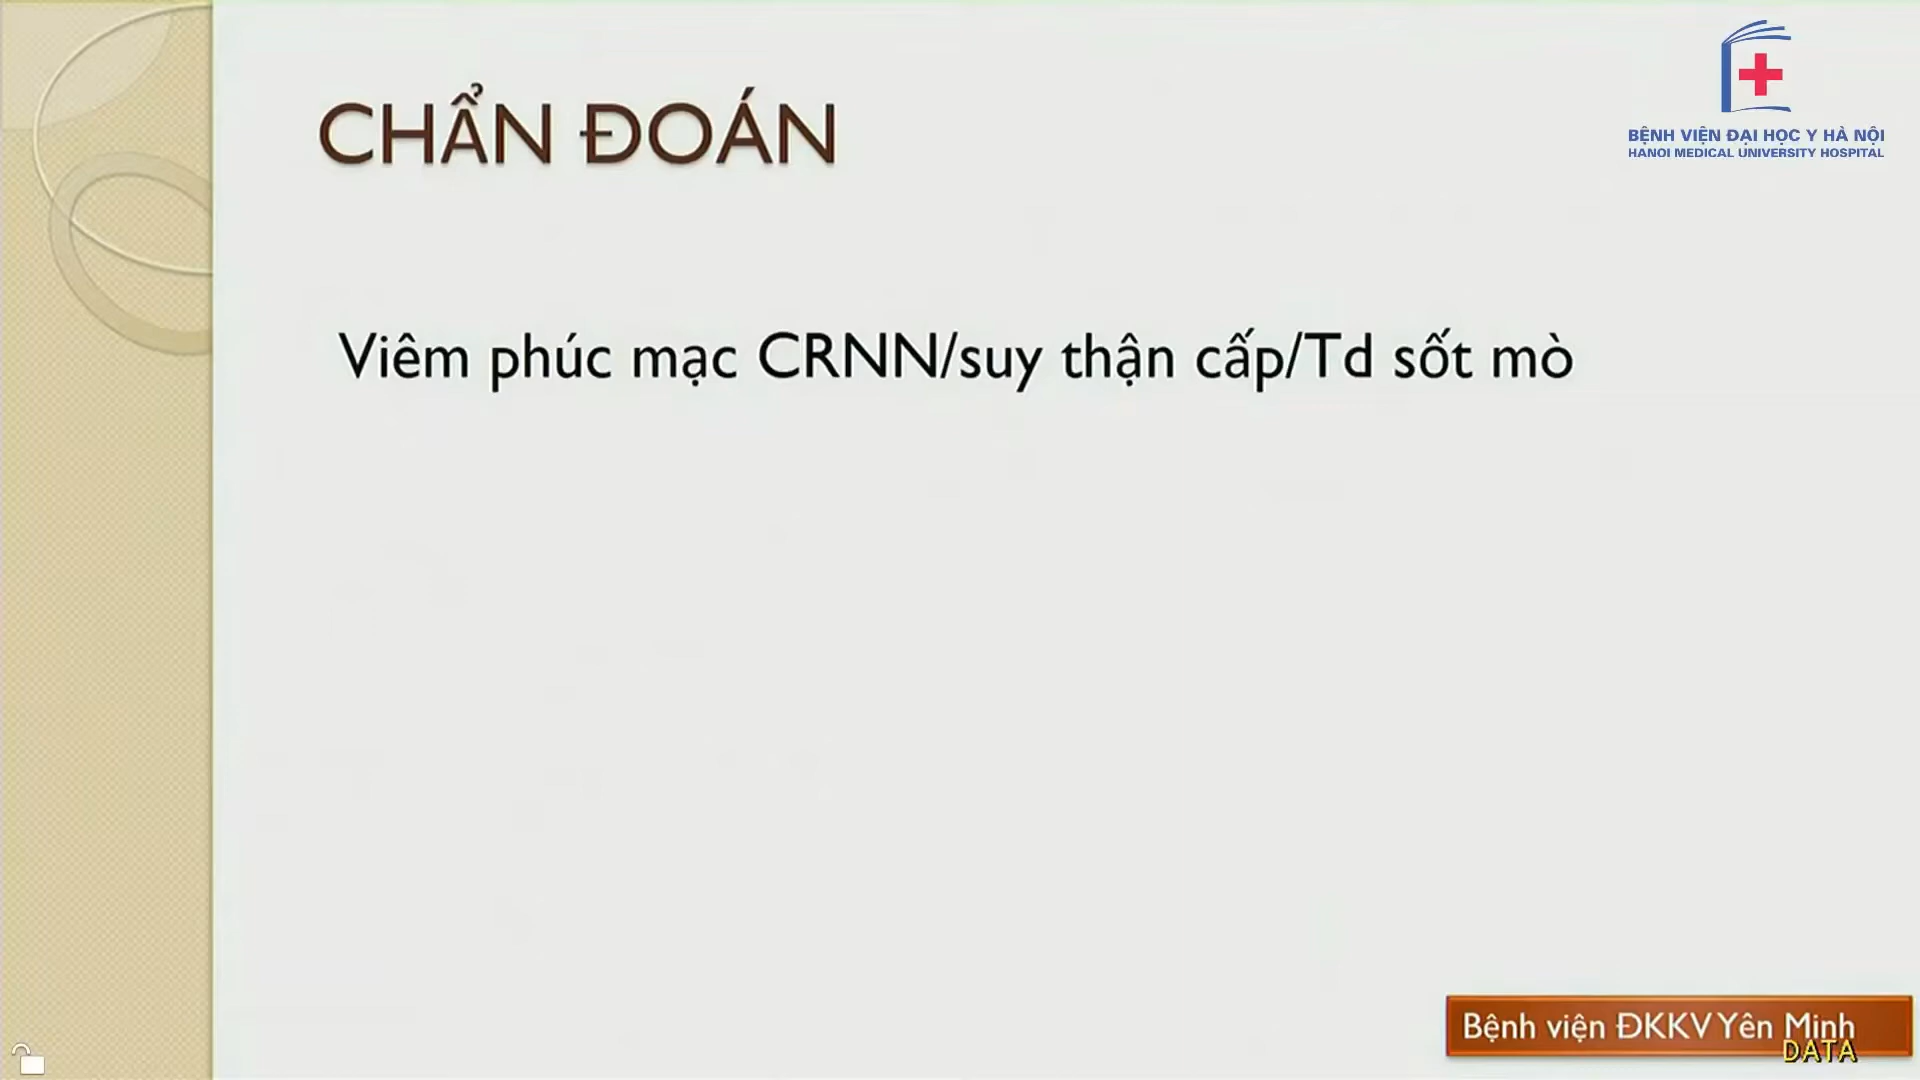 BỆNH VIỆN ĐẠI HỌC Y HÀ NỘI
HANOI MEDICAL UNIVERSITY HOSPITAL
CHẨN ĐOÁN
Viêm phúc mạc CRNN/suy thận cấp/Td sốt mò
Bệnh viện ĐKKV Yên Minh
DATA